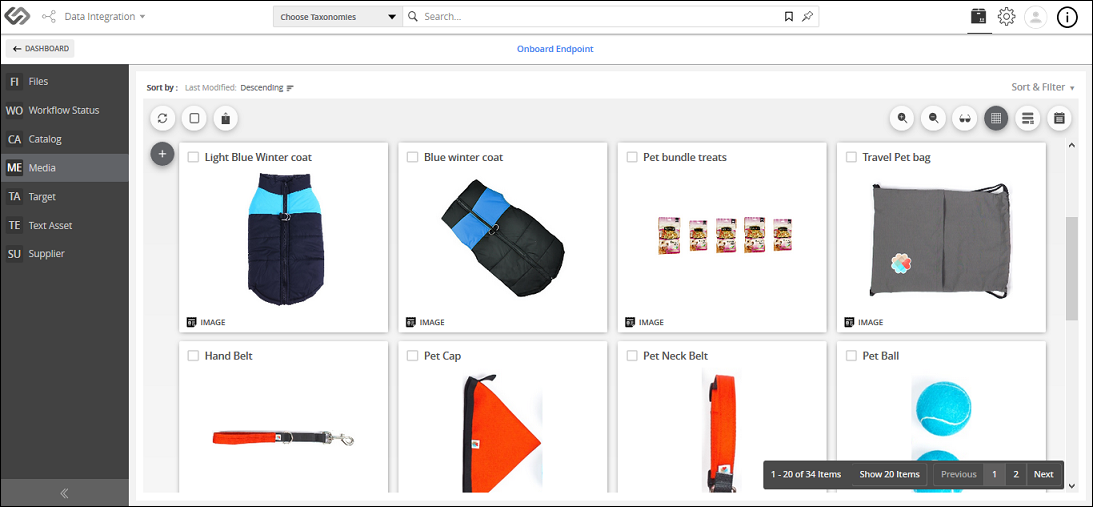 Data Integration
Choose Taxonomies
Search...
DASHBOARD
Onboard Endpoint
FI Files
WO Workflow Status
CA Catalog
ME Media
TA Target
TE Text Asset
SU Supplier
Sort by : Last Modified: Descending
Sort & Filter
Light Blue Winter coat
Blue winter coat
Pet bundle treats
Travel Pet bag
IMAGE
IMAGE
IMAGE
IMAGE
Hand Belt
Pet Cap
Pet Neck Belt
Pet Ball
1 - 20 of 34 Items Show 20 Items Previous 1 2 Next